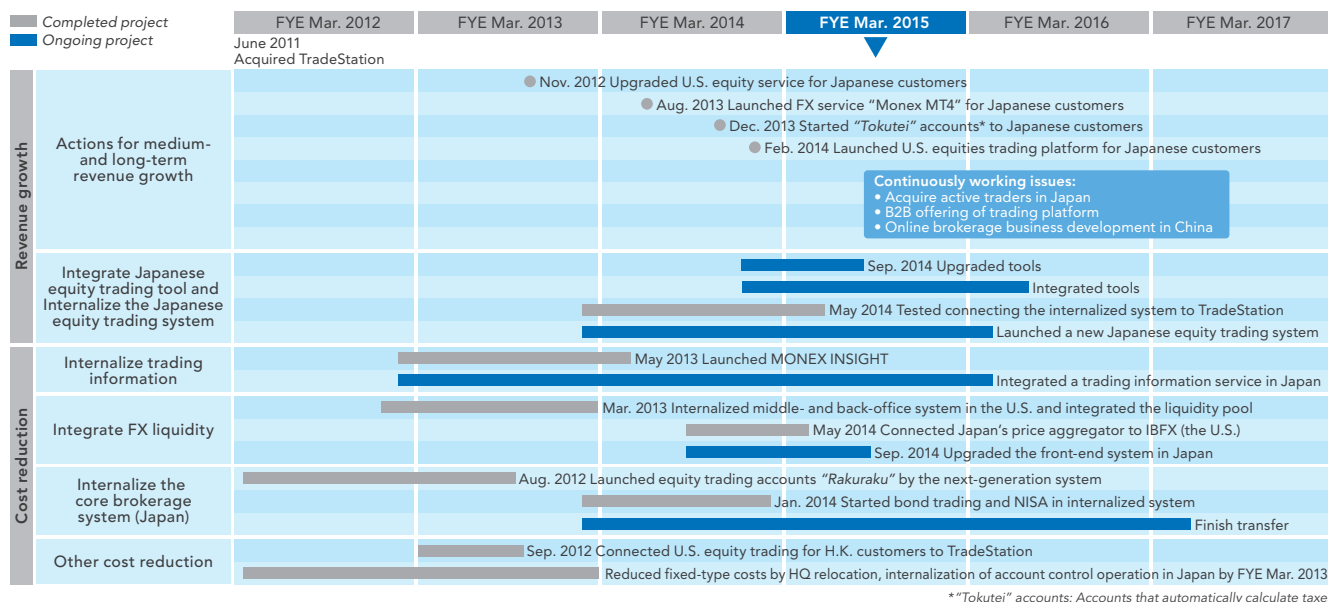 Completed project
Ongoing project
FYE Mar. 2012
FYE Mar. 2013
FYE Mar. 2014
FYE Mar. 2015
FYE Mar. 2016
FYE Mar. 2017
June 2011
Acquired TradeStation
Revenue growth
Actions for medium-
and long-term
revenue growth
Nov. 2012 Upgraded U.S. equity service for Japanese customers
Aug. 2013 Launched FX service “Monex MT4” for Japanese customers
Dec. 2013 Started “Tokutei” accounts* to Japanese customers
Feb. 2014 Launched U.S. equities trading platform for Japanese customers
Continuously working issues:
• Acquire active traders in Japan
• B2B offering of trading platform
• Online brokerage business development in China
Integrate Japanese
equity trading tool and
Internalize the Japanese
equity trading system
Sep. 2014 Upgraded tools
Integrated tools
May 2014 Tested connecting the internalized system to TradeStation
Launched a new Japanese equity trading system
Cost reduction
Internalize trading
information
May 2013 Launched MONEX INSIGHT
Integrated a trading information service in Japan
Integrate FX liquidity
Mar. 2013 Internalized middle- and back-office system in the U.S. and integrated the liquidity pool
May 2014 Connected Japan’s price aggregator to IBFX (the U.S.)
Sep. 2014 Upgraded the front-end system in Japan
Internalize the
core brokerage
system (Japan)
Aug. 2012 Launched equity trading accounts “Rakuraku” by the next-generation system
Jan. 2014 Started bond trading and NISA in internalized system
Finish transfer
Other cost reduction
Sep. 2012 Connected U.S. equity trading for H.K. customers to TradeStation
Reduced fixed-type costs by HQ relocation, internalization of account control operation in Japan by FYE Mar. 2013
*“Tokutei” accounts: Accounts that automatically calculate taxe